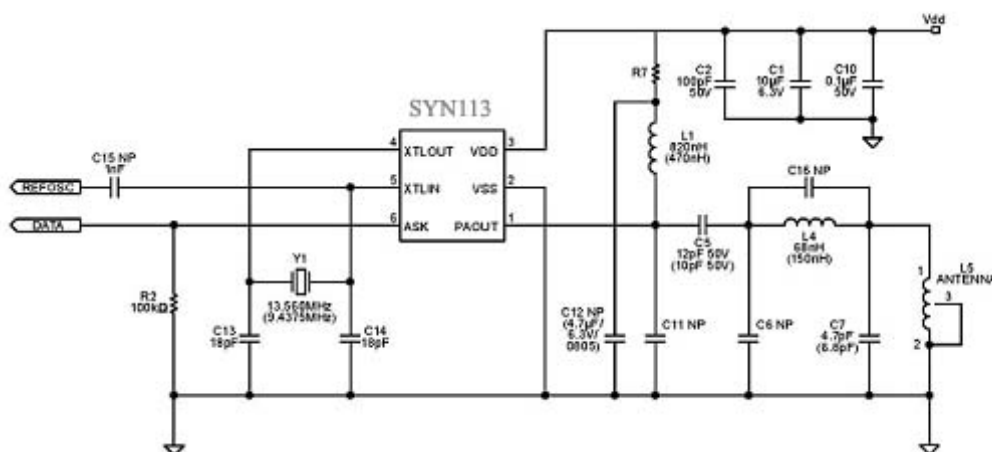 Vdd
R7
C2
100pF
50V
C1
10µF
6.3V
C10
0.1µF
50V
SYN113
L1
820nH
(470nH)
4
XTLOUT
VDD
3
C15 NP
1nF
REFOSC
5
XTLIN
VSS
2
C16 NP
DATA
6
ASK
PAOUT
1
C5
12pF 50V
(10pF 50V)
L4
68nH
(150nH)
Y1
13.560MHz
(9.4375MHz)
1
L5
ANTENNA
3
2
R2
100kΩ
C13
18pF
C14
18pF
C12 NP
(4.7µF/
6.3V/
0805)
C11 NP
C6 NP
C7
4.7pF
(6.8pF)